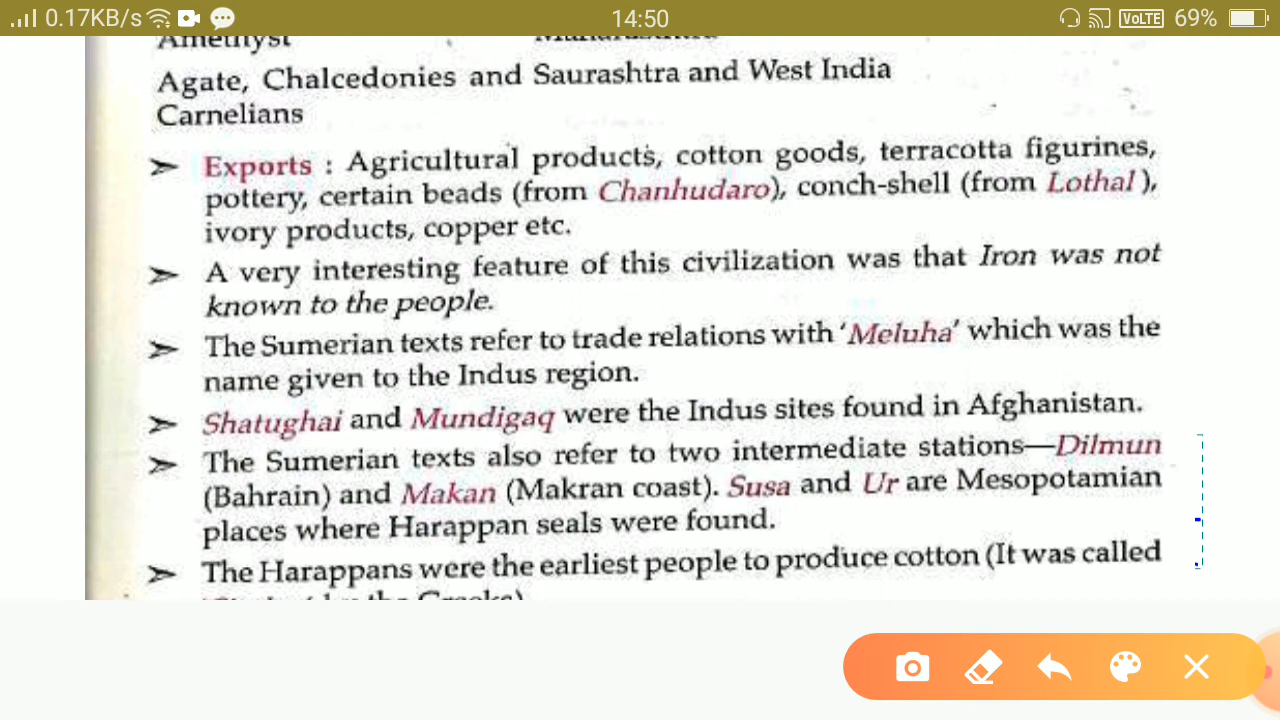 0.17KB/s 14:50 VoLTE 69%
Amethyst
Agate, Chalcedonies and Saurashtra and West India
Carnelians
➢ Exports : Agricultural products, cotton goods, terracotta figurines,
pottery, certain beads (from Chanhudaro), conch-shell (from Lothal ),
ivory products, copper etc.
➢ A very interesting feature of this civilization was that Iron was not
known to the people.
➢ The Sumerian texts refer to trade relations with ‘Meluha’ which was the
name given to the Indus region.
➢ Shatughai and Mundigaq were the Indus sites found in Afghanistan.
➢ The Sumerian texts also refer to two intermediate stations—Dilmun
(Bahrain) and Makan (Makran coast). Susa and Ur are Mesopotamian
places where Harappan seals were found.
➢ The Harappans were the earliest people to produce cotton (It was called
by the Greeks)